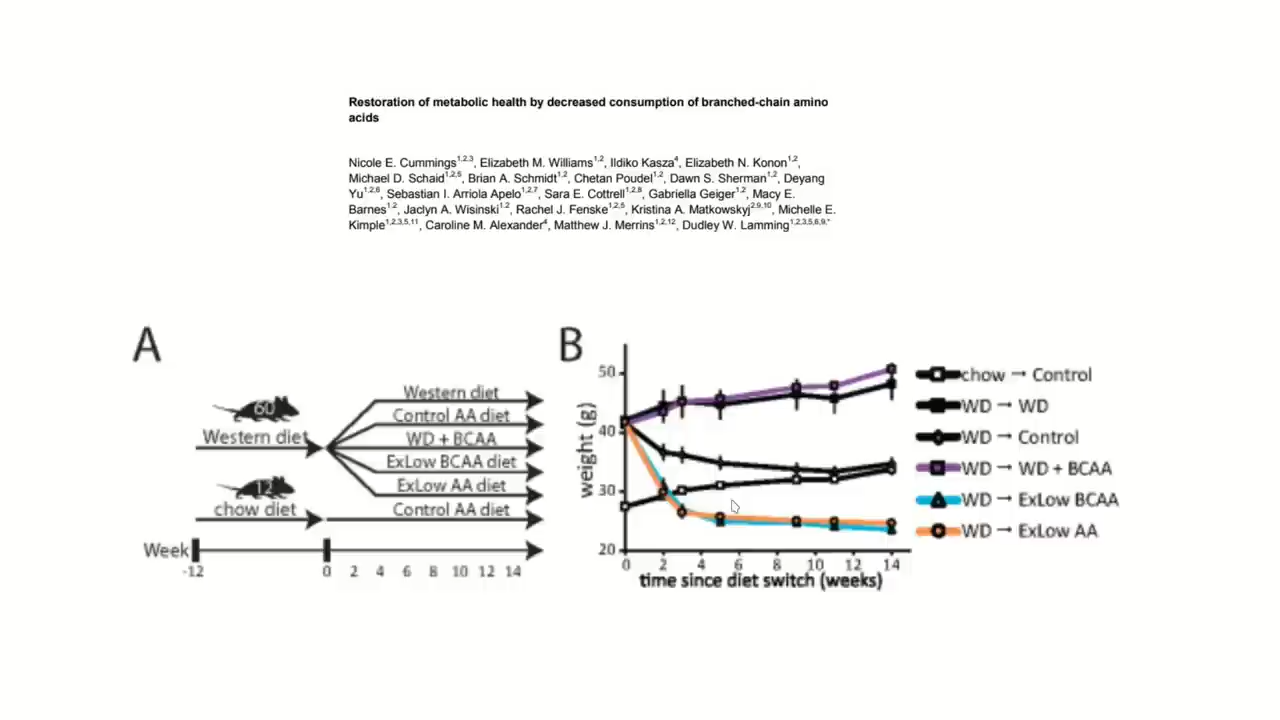 Restoration of metabolic health by decreased consumption of branched-chain amino
acids
Nicole E. Cummings1,2,3, Elizabeth M. Williams1,2, Ildiko Kasza4, Elizabeth N. Konon1,2,
Michael D. Schaid1,2,5, Brian A. Schmidt1,2, Chetan Poudel1,2, Dawn S. Sherman1,2, Deyang
Yu1,2,6, Sebastian I. Arriola Apelo1,2,7, Sara E. Cottrell1,2,8, Gabriella Geiger1,2, Macy E.
Barnes1,2, Jaclyn A. Wisinski1,2, Rachel J. Fenske1,2,5, Kristina A. Matkowskyj2,9,10, Michelle E.
Kimple1,2,3,5,11, Caroline M. Alexander4, Matthew J. Merrins1,2,12, Dudley W. Lamming1,2,3,5,6,9,*
A
60
Western diet
12
chow diet
Western diet
Control AA diet
WD + BCAA
ExLow BCAA diet
ExLow AA diet
Control AA diet
Week
-12 0 2 4 6 8 10 12 14
B
weight (g)
50
40
30
20
0 2 4 6 8 10 12 14
time since diet switch (weeks)
chow → Control
WD → WD
WD → Control
WD → WD + BCAA
WD → ExLow BCAA
WD → ExLow AA